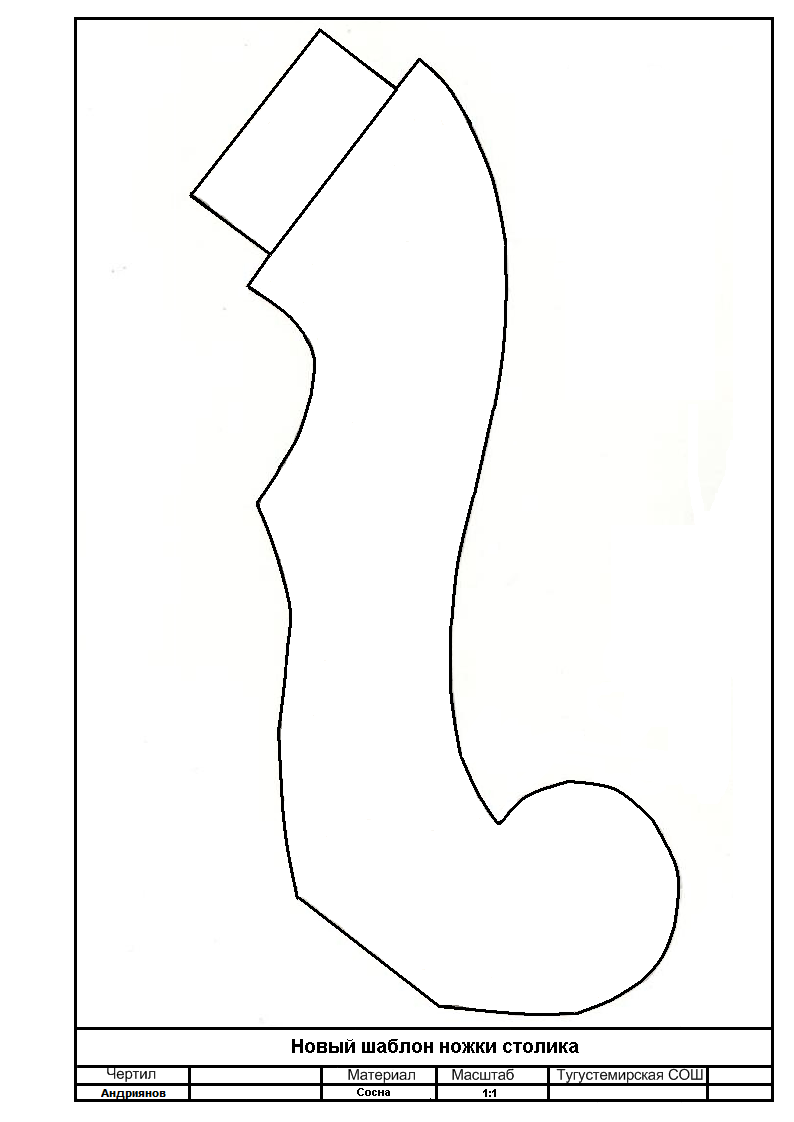 Новый шаблон ножки столика
Чертил Материал Масштаб Тугустемирская СОШ
Андриянов Сосна 1:1